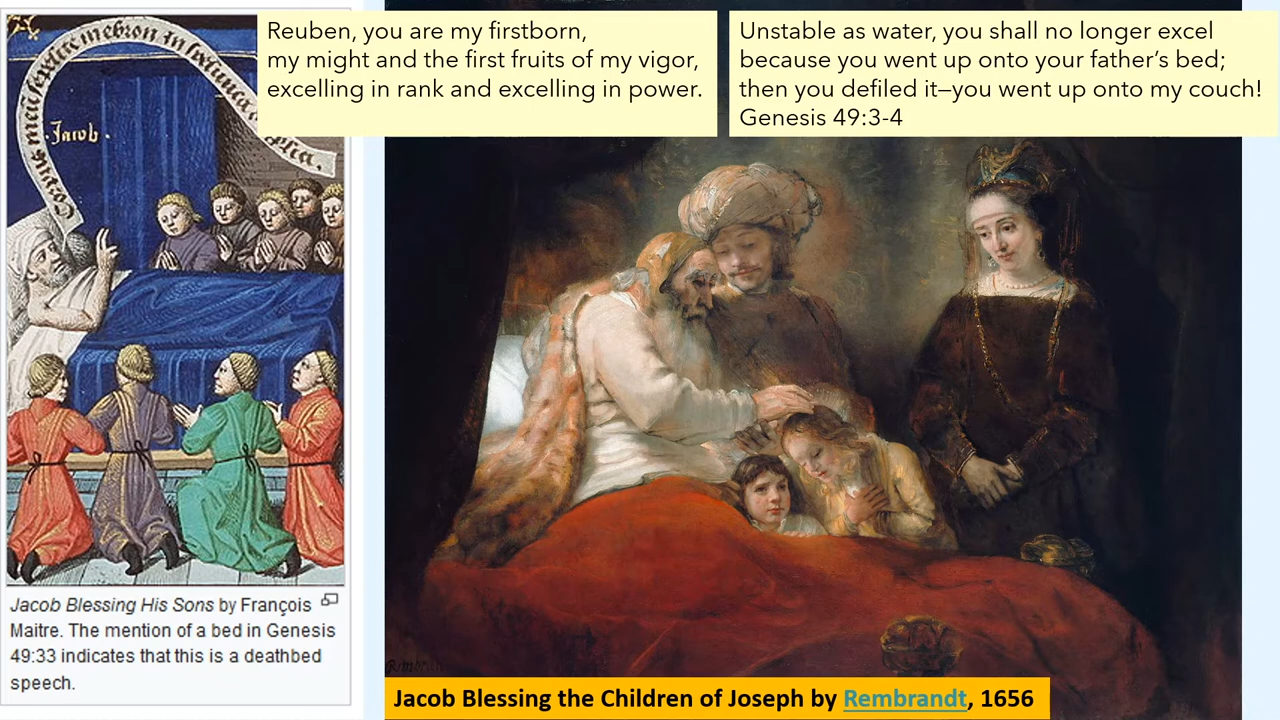 Jacob.
Reuben, you are my firstborn,
my might and the first fruits of my vigor,
excelling in rank and excelling in power.
Unstable as water, you shall no longer excel
because you went up onto your father’s bed;
then you defiled it—you went up onto my couch!
Genesis 49:3-4
Jacob Blessing His Sons by François
Maitre. The mention of a bed in Genesis
49:33 indicates that this is a deathbed
speech.
Jacob Blessing the Children of Joseph by Rembrandt, 1656